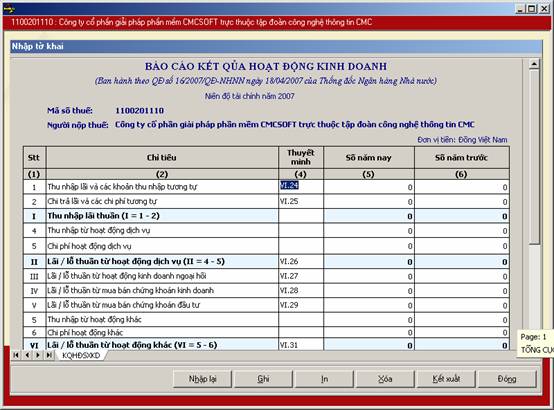 1100201110 : Công ty cổ phần giải pháp phần mềm CMCSOFT trực thuộc tập đoàn công nghệ thông tin CMC
Nhập tờ khai
BÁO CÁO KẾT QỦA HOẠT ĐỘNG KINH DOANH
(Ban hành theo QĐ số 16/2007/QĐ-NHNN ngày 18/04/2007 của Thống đốc Ngân hàng Nhà nước)
Niên độ tài chính năm 2007
Mã số thuế: 1100201110
Người nộp thuế: Công ty cổ phần giải pháp phần mềm CMCSOFT trực thuộc tập đoàn công nghệ thông tin CMC
Đơn vị tiền: Đồng Việt Nam
Stt Chỉ tiêu Thuyết minh Số năm nay Số năm trước
(1) (2) (4) (5) (6)
1 Thu nhập lãi và các khoản thu nhập tương tự VI.24 0 0
2 Chi trả lãi và các chi phí tương tự VI.25 0 0
I Thu nhập lãi thuần (I = 1 - 2) 0 0
4 Thu nhập từ hoạt động dịch vụ 0 0
5 Chi phí hoạt động dịch vụ 0 0
II Lãi / lỗ thuần từ hoạt động dịch vụ (II = 4 - 5) VI.26 0 0
III Lãi / lỗ thuần từ hoạt động kinh doanh ngoại hối VI.27 0 0
IV Lãi / lỗ thuần từ mua bán chứng khoán kinh doanh VI.28 0 0
V Lãi / lỗ thuần từ mua bán chứng khoán đầu tư VI.29 0 0
5 Thu nhập từ hoạt động khác 0 0
6 Chi phí hoạt động khác 0 0
VI Lãi / lỗ thuần từ hoạt động khác (VI = 5 - 6) VI.31 0 0
Page: 1
TỔNG CỤC
KQHĐSXKD
Nhập lại Ghi In Xóa Kết xuất Đóng